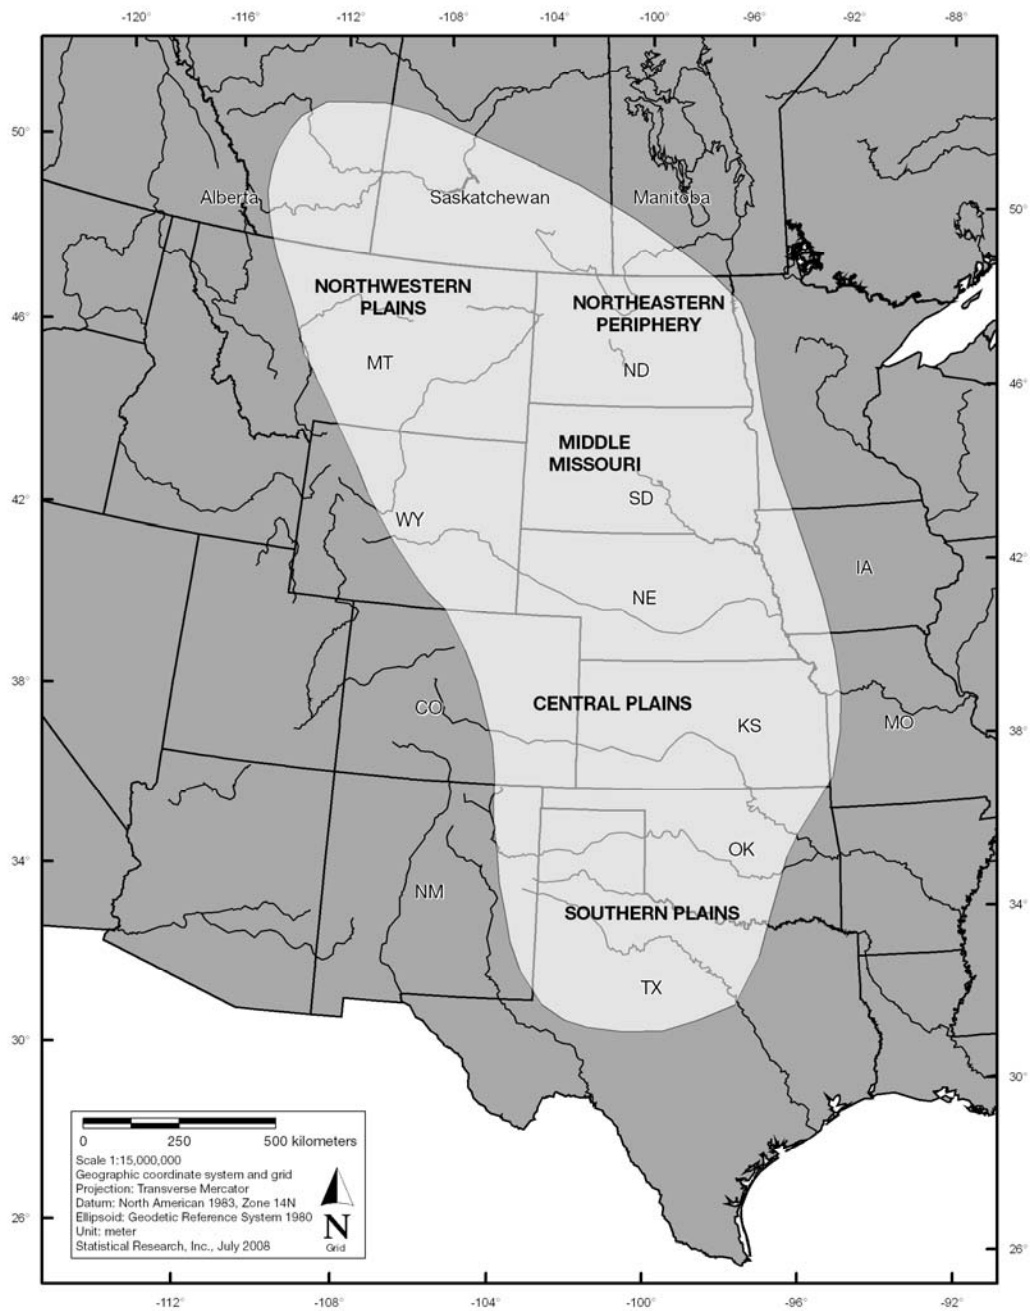 -120° -116° -112° -108° -104° -100° -96° -92° -88°
50°
Alberta Saskatchewan Manitoba
50°
NORTHWESTERN
PLAINS
NORTHEASTERN
PERIPHERY
46°
MT
ND
46°
MIDDLE
MISSOURI
SD
42°
WY
42°
IA
NE
38°
CENTRAL PLAINS
CO
KS
MO
38°
OK
34°
NM
34°
SOUTHERN PLAINS
TX
30°
30°
0 250 500 kilometers
Scale 1:15,000,000
Geographic coordinate system and grid
Projection: Transverse Mercator
Datum: North American 1983, Zone 14N
Ellipsoid: Geodetic Reference System 1980
Unit: meter
Statistical Research, Inc., July 2008
N
Grid
26°
26°
-112° -108° -104° -100° -96° -92°